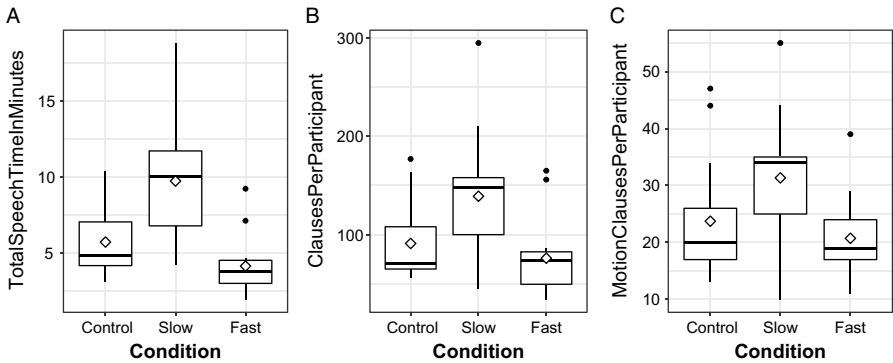 A
TotalSpeechTimeInMinutes
15
10
5
Control Slow Fast
Condition
B
ClausesPerParticipant
300
200
100
Control Slow Fast
Condition
C
MotionClausesPerParticipant
50
40
30
20
10
Control Slow Fast
Condition